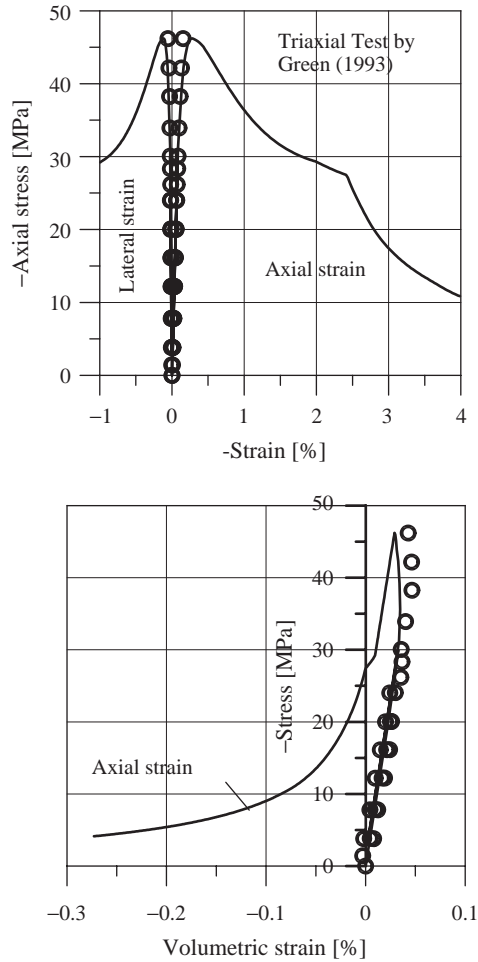 50
40
30
20
10
0
−Axial stress [MPa]
Triaxial Test by
Green (1993)
Lateral strain
Axial strain
−1
0
1
2
3
4
-Strain [%]
50
40
30
20
10
0
−Stress [MPa]
Axial strain
−0.3
−0.2
−0.1
0
0.1
Volumetric strain [%]